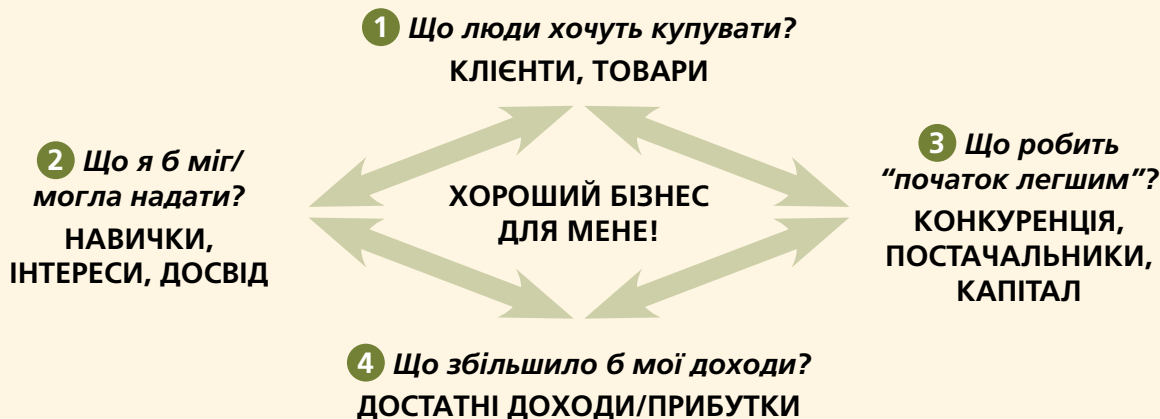 1 Що люди хочуть купувати?
КЛІЄНТИ, ТОВАРИ
2 Що я б міг/
могла надати?
НАВИЧКИ,
ІНТЕРЕСИ, ДОСВІД
ХОРОШИЙ БІЗНЕС
ДЛЯ МЕНЕ!
3 Що робить
“початок легшим”?
КОНКУРЕНЦІЯ,
ПОСТАЧАЛЬНИКИ,
КАПІТАЛ
4 Що збільшило б мої доходи?
ДОСТАТНІ ДОХОДИ/ПРИБУТКИ